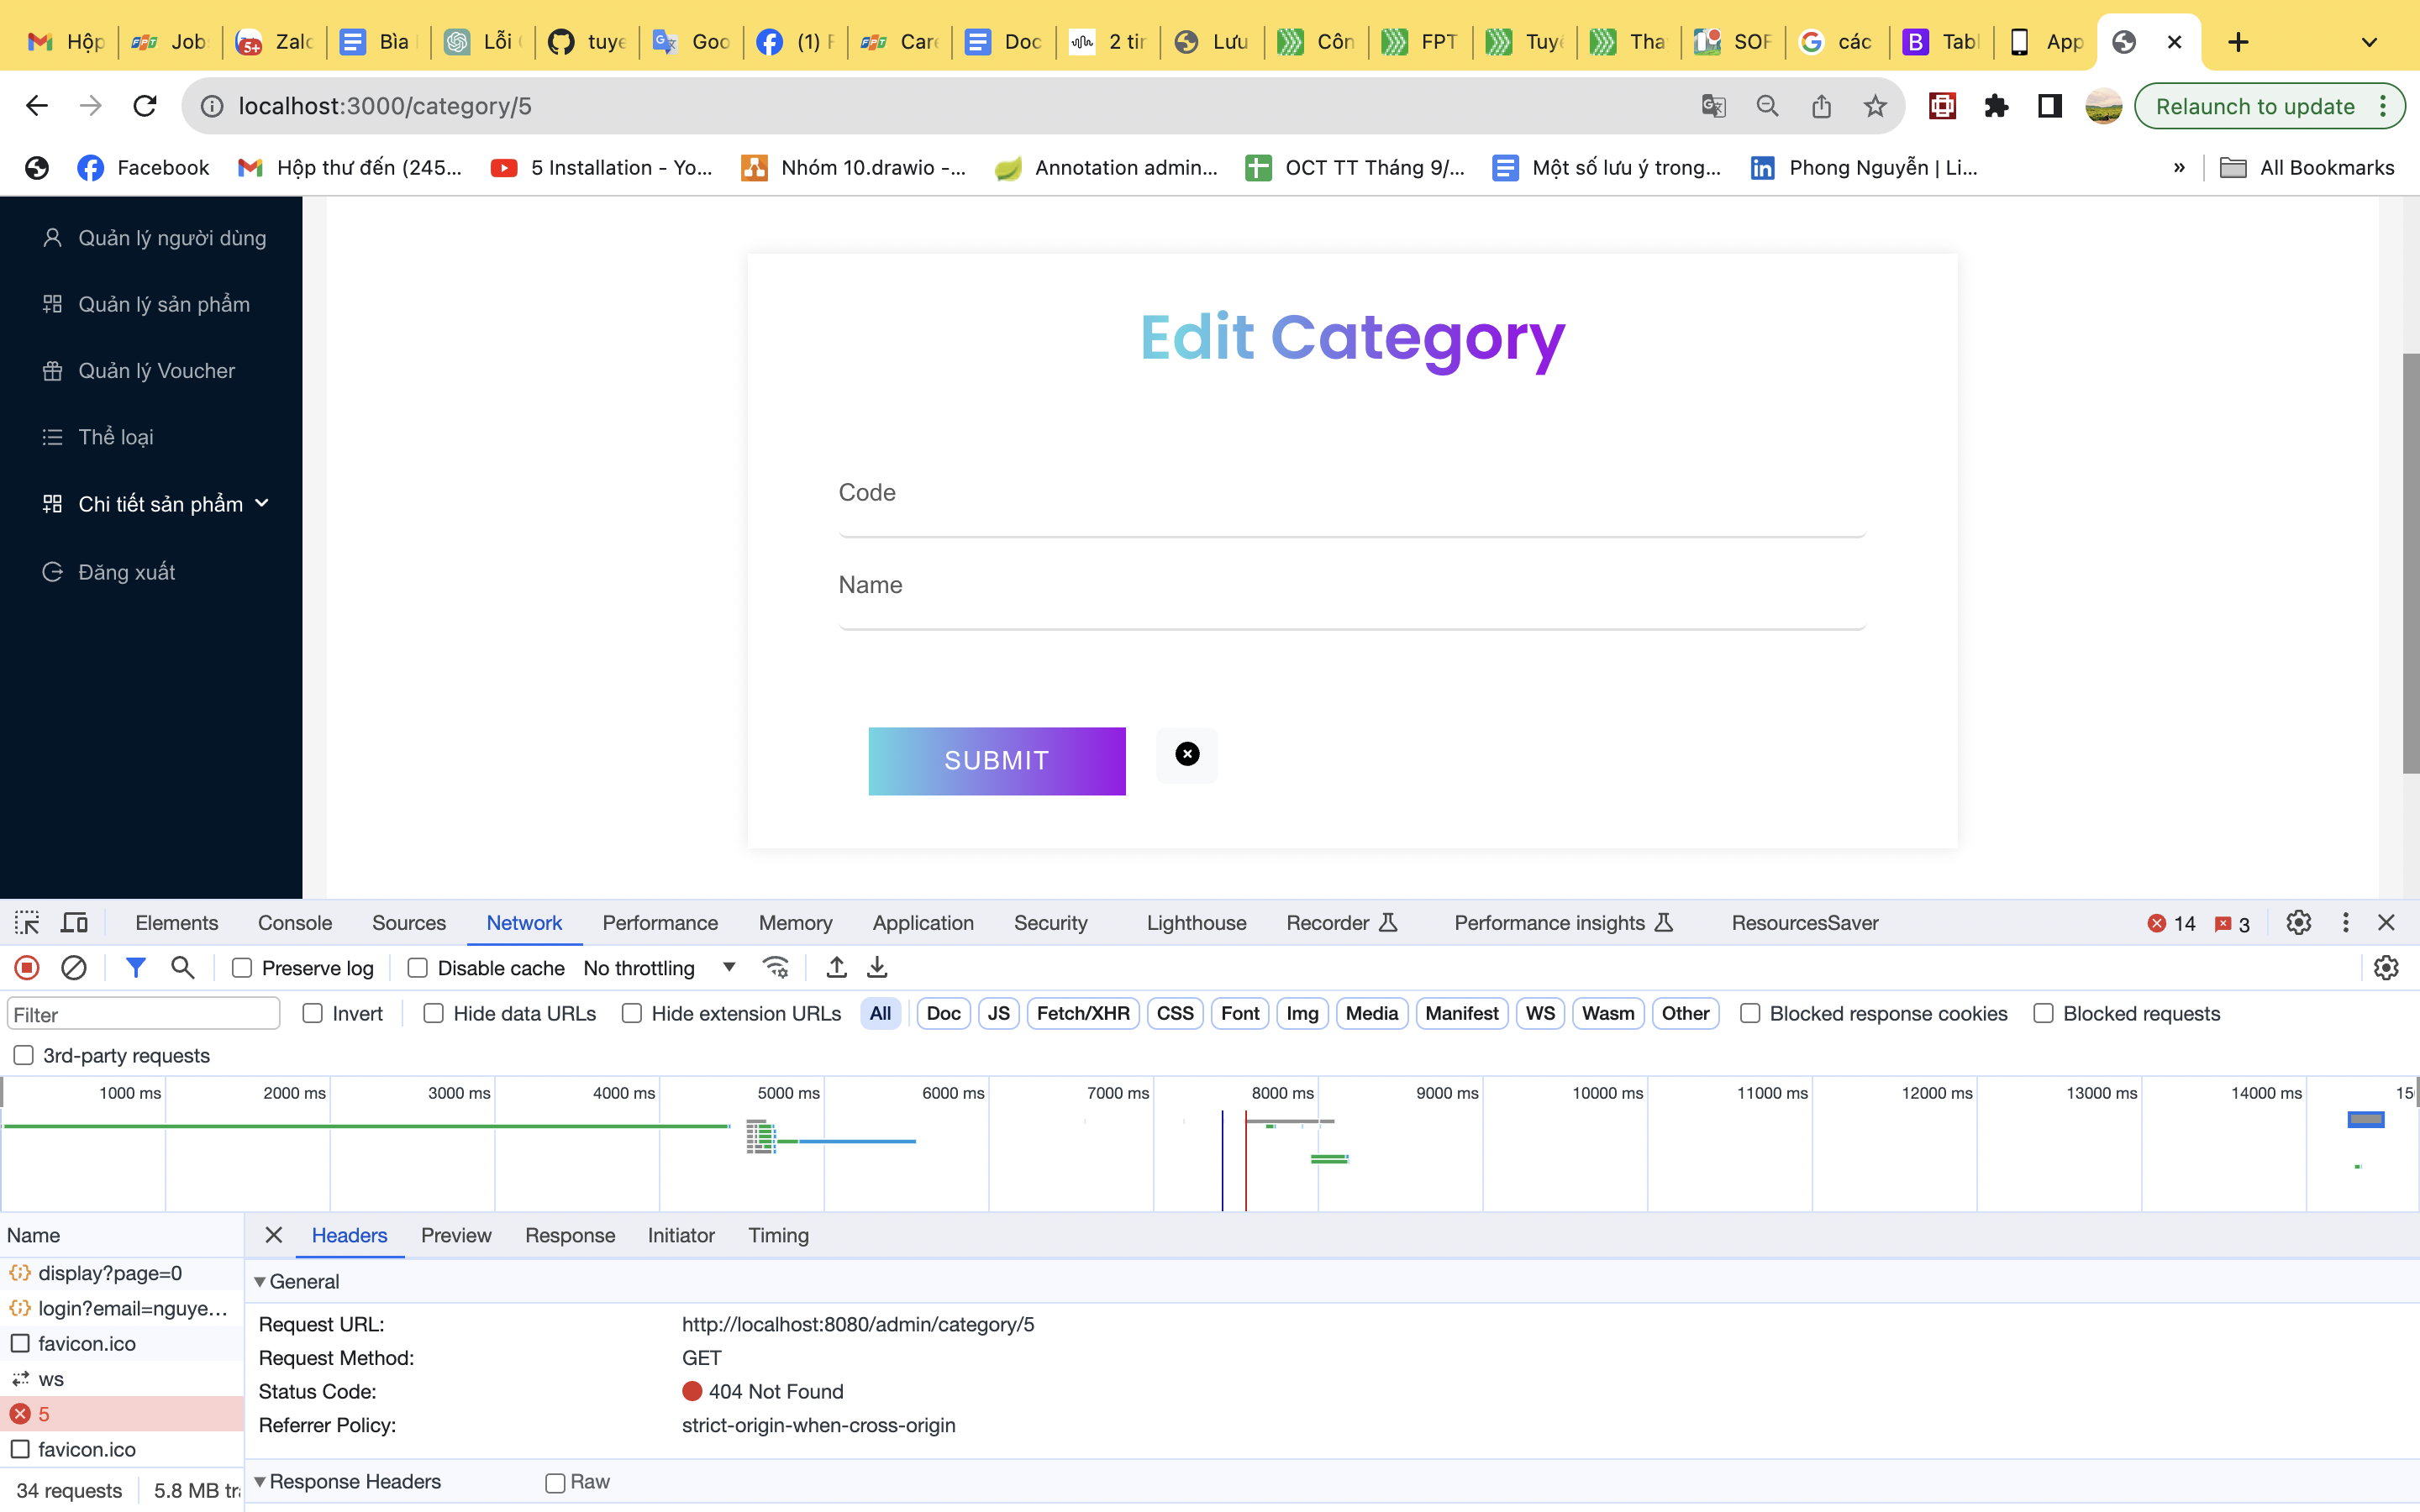 Hộp
Job
Zalo
Bìa
Lỗi
tuye
Goo
(1) F
Care
Doc
2 tin
Lưu
Côn
FPT
Tuyể
Tha
SOF
các
Tabl
App
localhost:3000/category/5
Relaunch to update
Facebook
Hộp thư đến (245...
5 Installation - Yo...
Nhóm 10.drawio -...
Annotation admin...
OCT TT Tháng 9/...
Một số lưu ý trong...
Phong Nguyễn | Li...
»
All Bookmarks
Quản lý người dùng
Quản lý sản phẩm
Quản lý Voucher
Thể loại
Chi tiết sản phẩm
Đăng xuất
Edit Category
Code
Name
SUBMIT
Elements Console Sources Network Performance Memory Application Security Lighthouse Recorder Performance insights ResourcesSaver 14 3
Preserve log Disable cache No throttling
Filter Invert Hide data URLs Hide extension URLs All Doc JS Fetch/XHR CSS Font Img Media Manifest WS Wasm Other Blocked response cookies Blocked requests
3rd-party requests
1000 ms 2000 ms 3000 ms 4000 ms 5000 ms 6000 ms 7000 ms 8000 ms 9000 ms 10000 ms 11000 ms 12000 ms 13000 ms 14000 ms 15
Name
display?page=0
login?email=nguye...
favicon.ico
ws
5
favicon.ico
34 requests 5.8 MB tra
Headers Preview Response Initiator Timing
General
Request URL: http://localhost:8080/admin/category/5
Request Method: GET
Status Code: 404 Not Found
Referrer Policy: strict-origin-when-cross-origin
Response Headers Raw